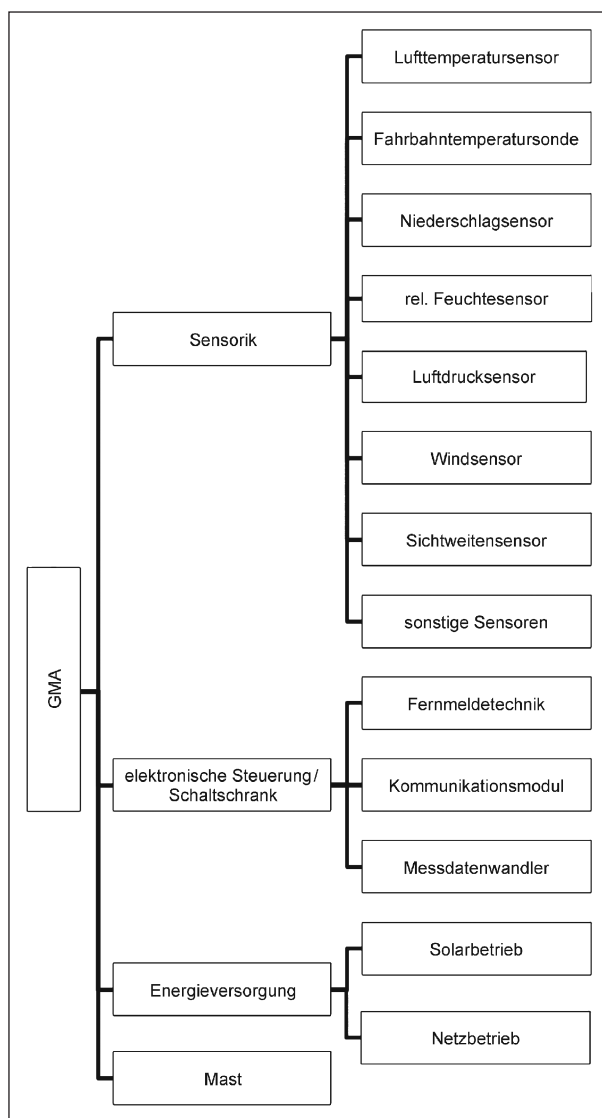 GMA
Sensorik
Lufttemperatursensor
Fahrbahntemperatursonde
Niederschlagsensor
rel. Feuchtesensor
Luftdrucksensor
Windsensor
Sichtweitensensor
sonstige Sensoren
elektronische Steuerung/
Schaltschrank
Fernmeldetechnik
Kommunikationsmodul
Messdatenwandler
Energieversorgung
Solarbetrieb
Netzbetrieb
Mast